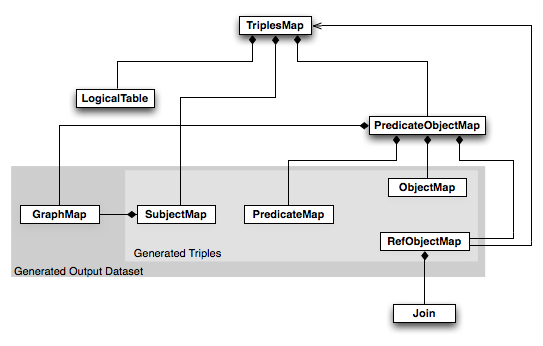 TriplesMap
LogicalTable
PredicateObjectMap
ObjectMap
GraphMap
SubjectMap
PredicateMap
RefObjectMap
Generated Triples
Generated Output Dataset
Join